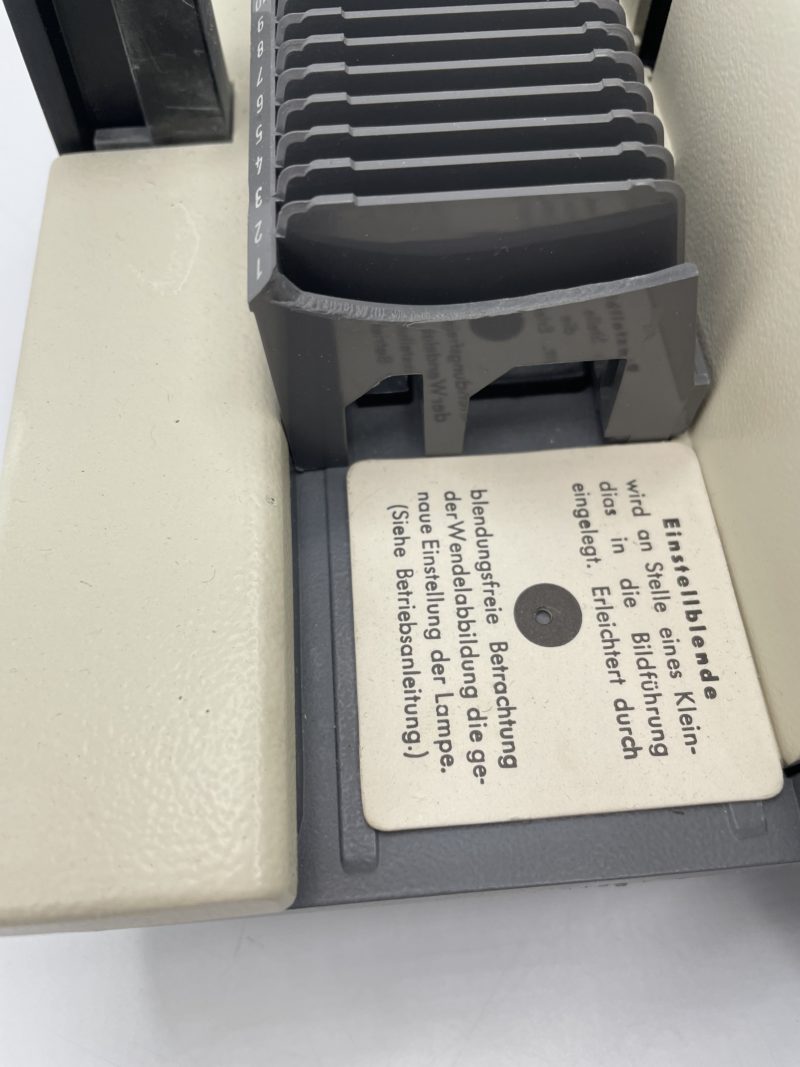 Einstellblende
wird an Stelle eines Klein-
dias in die Bildführung
eingelegt. Erleichtert durch
blendungsfreie Betrachtung
der Wendelabbildung die ge-
naue Einstellung der Lampe.
(Siehe Betriebsanleitung.)
1
2
3
4
5
6
7
8
9